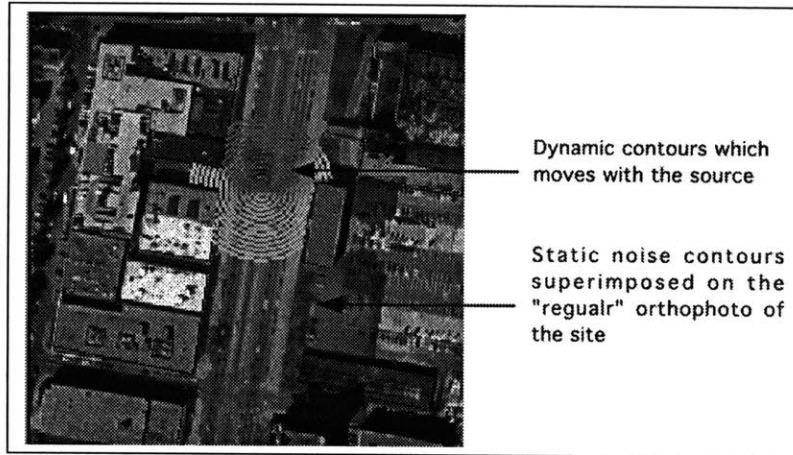 Dynamic contours which
moves with the source
Static noise contours
superimposed on the
"regualr" orthophoto of
the site